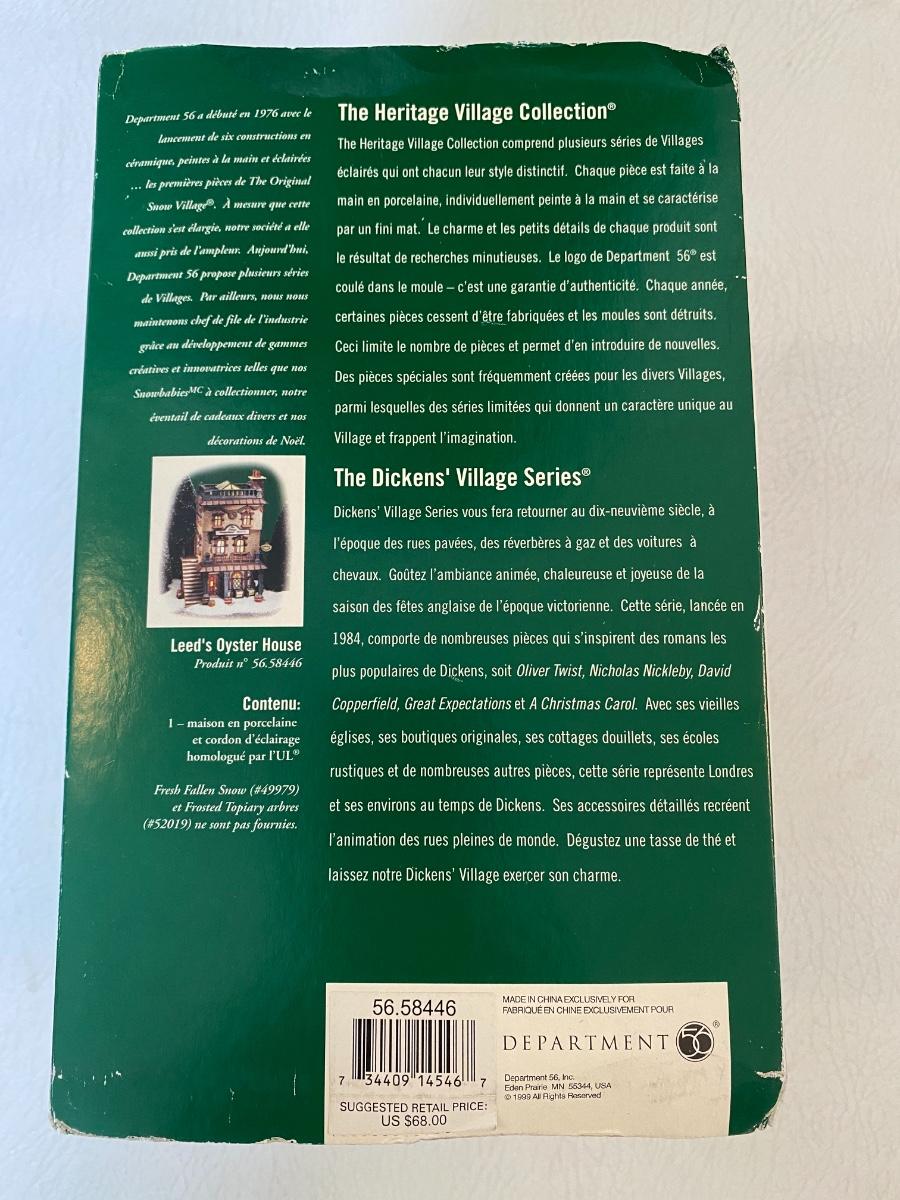 Department 56 a débuté en 1976 avec le
lancement de six constructions en
céramique, peintes à la main et éclairées
... les premières pièces de The Original
Snow Village®. À mesure que cette
collection s'est élargie, notre société a elle
aussi pris de l'ampleur. Aujourd'hui,
Department 56 propose plusieurs séries
de Villages. Par ailleurs, nous nous
maintenons chef de file de l'industrie
grâce au développement de gammes
créatives et innovatrices telles que nos
Snowbabies MC à collectionner, notre
éventail de cadeaux divers et nos
décorations de Noël.
Leed's Oyster House
Produit n° 56.58446
Contenu:
1 – maison en porcelaine
et cordon d'éclairage
homologué par l'UL®
Fresh Fallen Snow (#49979)
et Frosted Topiary arbres
(#52019) ne sont pas fournies.
The Heritage Village Collection®
The Heritage Village Collection comprend plusieurs séries de Villages
éclairés qui ont chacun leur style distinctif. Chaque pièce est faite à la
main en porcelaine, individuellement peinte à la main et se caractérise
par un fini mat. Le charme et les petits détails de chaque produit sont
le résultat de recherches minutieuses. Le logo de Department 56® est
coulé dans le moule – c'est une garantie d'authenticité. Chaque année,
certaines pièces cessent d'être fabriquées et les moules sont détruits.
Ceci limite le nombre de pièces et permet d'en introduire de nouvelles.
Des pièces spéciales sont fréquemment créées pour les divers Villages,
parmi lesquelles des séries limitées qui donnent un caractère unique au
Village et frappent l'imagination.
The Dickens' Village Series®
Dickens' Village Series vous fera retourner au dix-neuvième siècle, à
l'époque des rues pavées, des réverbères à gaz et des voitures à
chevaux. Goûtez l'ambiance animée, chaleureuse et joyeuse de la
saison des fêtes anglaise de l'époque victorienne. Cette série, lancée en
1984, comporte de nombreuses pièces qui s'inspirent des romans les
plus populaires de Dickens, soit Oliver Twist, Nicholas Nickleby, David
Copperfield, Great Expectations et A Christmas Carol. Avec ses vieilles
églises, ses boutiques originales, ses cottages douillets, ses écoles
rustiques et de nombreuses autres pièces, cette série représente Londres
et ses environs au temps de Dickens. Ses accessoires détaillés recréent
l'animation des rues pleines de monde. Dégustez une tasse de thé et
laissez notre Dickens' Village exercer son charme.
56.58446
7 34409 14546 7
SUGGESTED RETAIL PRICE:
US $68.00
MADE IN CHINA EXCLUSIVELY FOR
FABRIQUÉ EN CHINE EXCLUSIVEMENT POUR
DEPARTMENT 56®
Department 56, Inc.
Eden Prairie MN 55344, USA
© 1999 All Rights Reserved